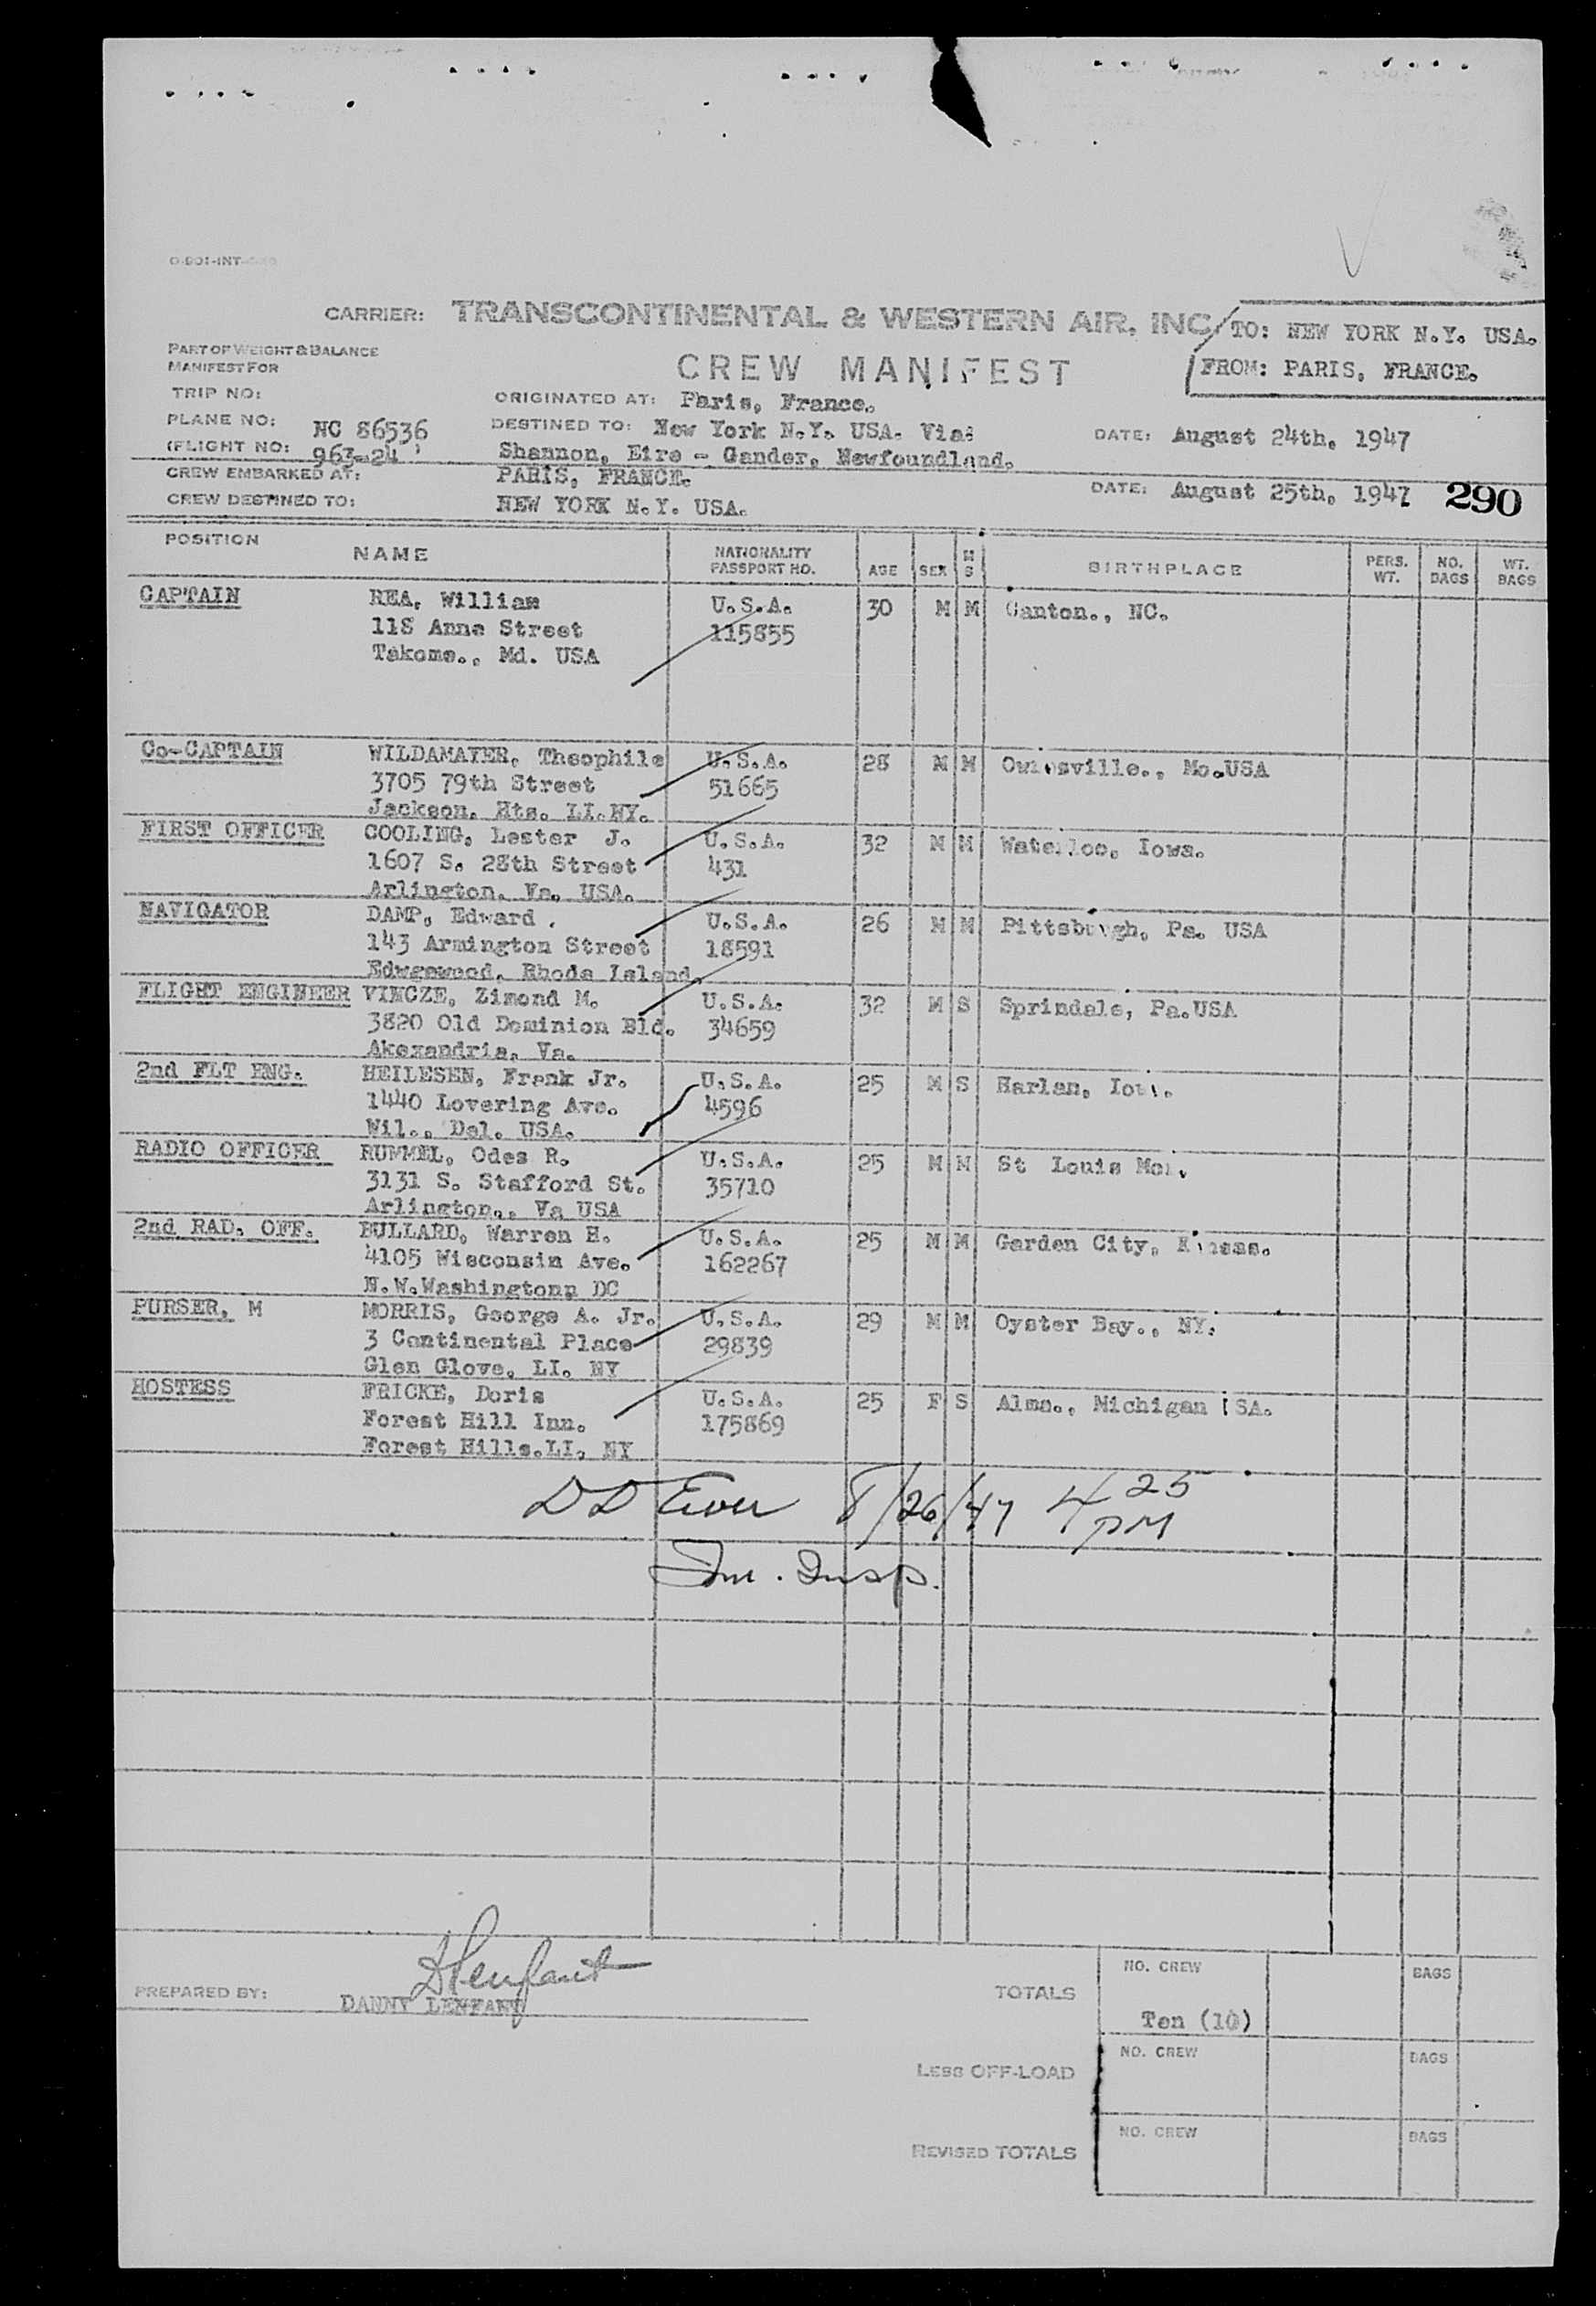 O-801-INT
CARRIER: TRANSCONTINENTAL & WESTERN AIR, INC.
TO: NEW YORK N.Y. USA.
FROM: PARIS, FRANCE.
PART OF WEIGHT & BALANCE
MANIFEST FOR
CREW MANIFEST
TRIP NO:
ORIGINATED AT: Paris, France.
PLANE NO: NC 86536
DESTINED TO: New York N.Y. USA. Via:
DATE: August 24th, 1947
(FLIGHT NO: 963-24
Shannon, Eire - Gander, Newfoundland.
CREW EMBARKED AT: PARIS, FRANCE.
DATE: August 25th, 1947 290
CREW DESTINED TO: NEW YORK N.Y. USA.
POSITION NAME NATIONALITY PASSPORT NO. AGE SEX M S BIRTHPLACE PERS. WT. NO. BAGS WT. BAGS
CAPTAIN REA, William U.S.A. 30 M M Canton., NC.
118 Anne Street 115855
Takoma., Md. USA
Co-CAPTAIN WILDAMAYER, Theophile U.S.A. 28 M M Mo.USA
3705 79th Street 51665
Jackson. Hts. LI.NY.
FIRST OFFICER COOLING, Lester J. U.S.A. 32 M M Waterloo, Iowa.
1607 S. 28th Street 431
Arlington. Va. USA.
NAVIGATOR DAMP, Edward . U.S.A. 26 M M Pittsburgh, Pa. USA
143 Armington Street 18591
Edwgewood, Rhode Island.
FLIGHT ENGINEER VINCZE, Zimond M. U.S.A. 32 M S Sprindale, Pa.USA
3820 Old Dominion Bld. 34659
Akexandria, Va.
2nd FLT ENG. HEILESEN, Frank Jr. U.S.A. 25 M S Harlan, Iowa.
1440 Lovering Ave. 4596
Wil., Del. USA.
RADIO OFFICER RUMMEL, Odes R. U.S.A. 25 M M St Louis Mo.
3131 S. Stafford St. 35710
Arlington., Va USA
2nd RAD. OFF. BULLARD, Warren H. U.S.A. 25 M M Garden City, Kansas.
4105 Wisconsin Ave. 162267
N.W.Washington, DC
PURSER, M MORRIS, George A. Jr. U.S.A. 29 M M Oyster Bay., NY.
3 Continental Place 29839
Glen Glove, LI. NY
HOSTESS FRICKE, Doris U.S.A. 25 F S Alma., Michigan USA.
Forest Hill Inn. 175869
Forest Hills.LI, NY
8/26/47 4 25 PM
Im. Insp.
PREPARED BY: DANNY LENFANT
TOTALS NO. CREW Ten (10) BAGS
LESS OFF-LOAD NO. CREW BAGS
REVISED TOTALS NO. CREW BAGS